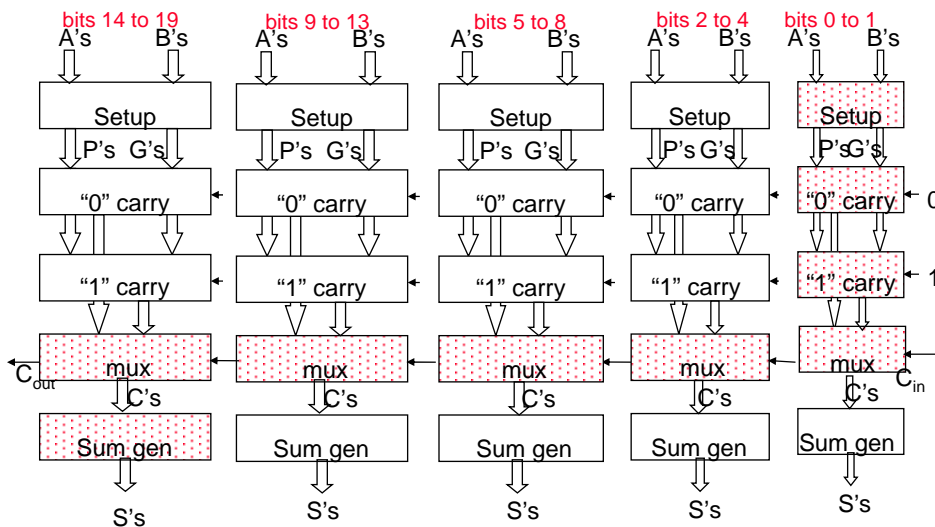 bits 14 to 19 bits 9 to 13 bits 5 to 8 bits 2 to 4 bits 0 to 1
A's B's A's B's A's B's A's B's A's B's
Setup Setup Setup Setup Setup
P's G's P's G's P's G's P's G's P's G's
“0” carry “0” carry “0” carry “0” carry “0” carry 0
“1” carry “1” carry “1” carry “1” carry “1” carry 1
mux mux mux mux mux
Cout Cin
C's C's C's C's C's
Sum gen Sum gen Sum gen Sum gen Sum gen
S's S's S's S's S's